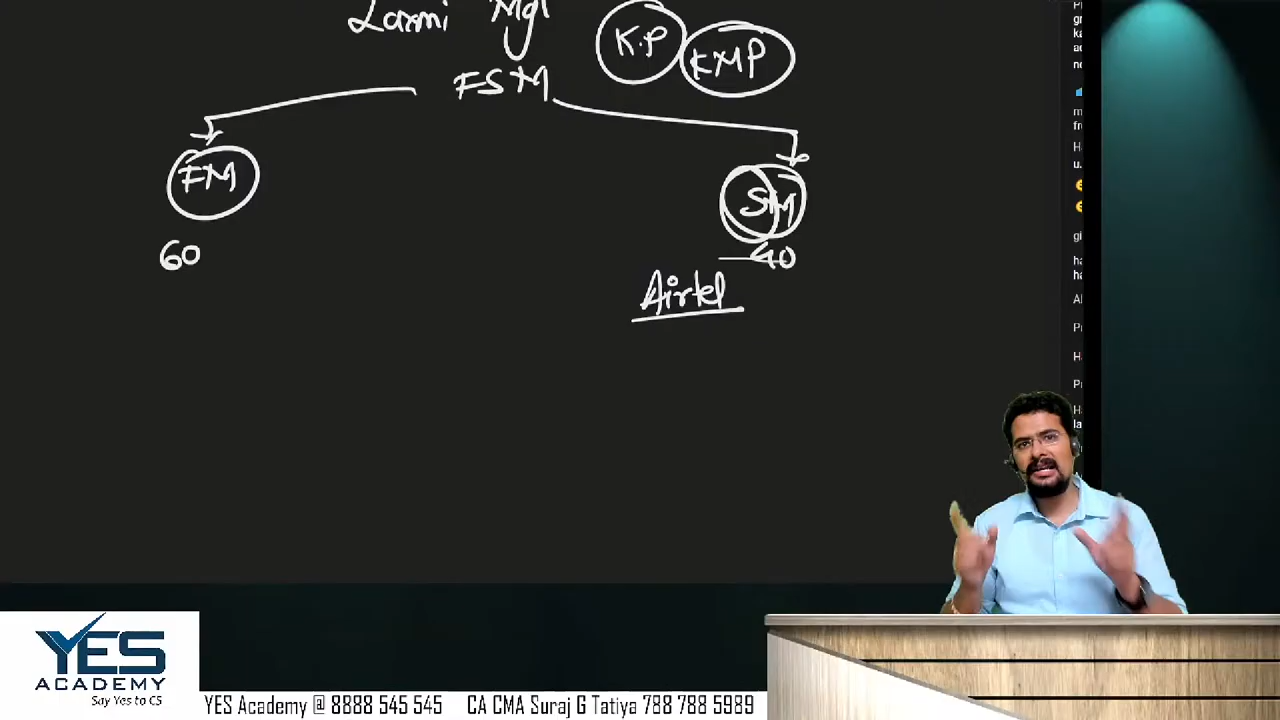 Laxmi Mgt
K.P
KMP
FSM
FM
SM
60
40
Airtel
YES
ACADEMY
Say Yes to CS
YES Academy @ 8888 545 545 CA CMA Suraj G Tatiya 788 788 5989